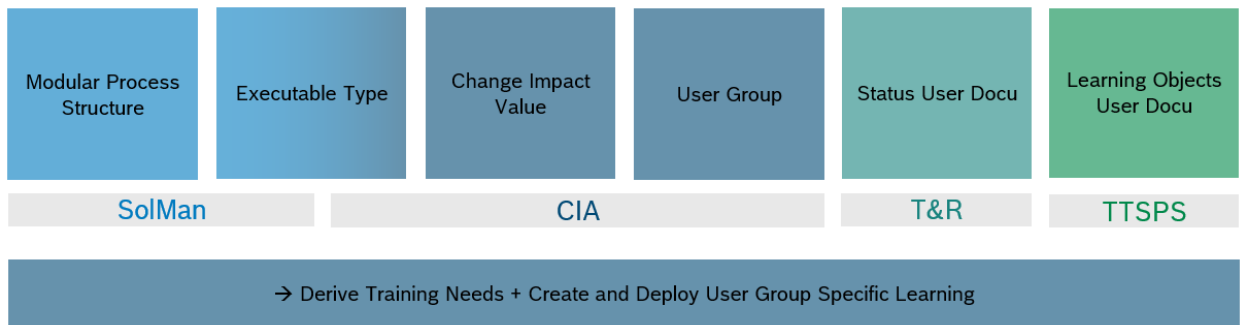 Modular Process
Structure
Executable Type
Change Impact
Value
User Group
Status User Docu
Learning Objects
User Docu
SolMan
CIA
T&R
TTSPS
→ Derive Training Needs + Create and Deploy User Group Specific Learning